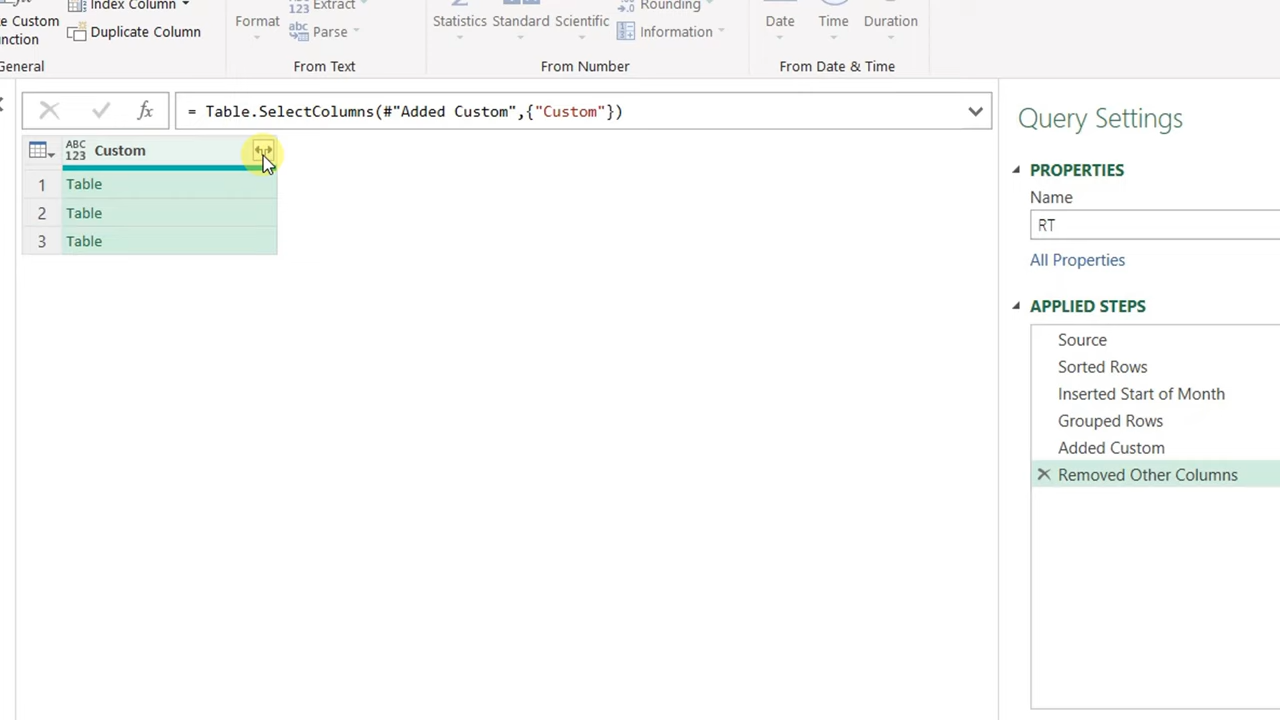 Index Column
Extract
Rounding
Custom
Format
Statistics Standard Scientific
Date Time Duration
Duplicate Column
Parse
Information
From Text
From Number
From Date & Time
fx
= Table.SelectColumns(#"Added Custom",{"Custom"})
ABC
123
Custom
1 Table
2 Table
3 Table
Query Settings
PROPERTIES
Name
RT
All Properties
APPLIED STEPS
Source
Sorted Rows
Inserted Start of Month
Grouped Rows
Added Custom
Removed Other Columns